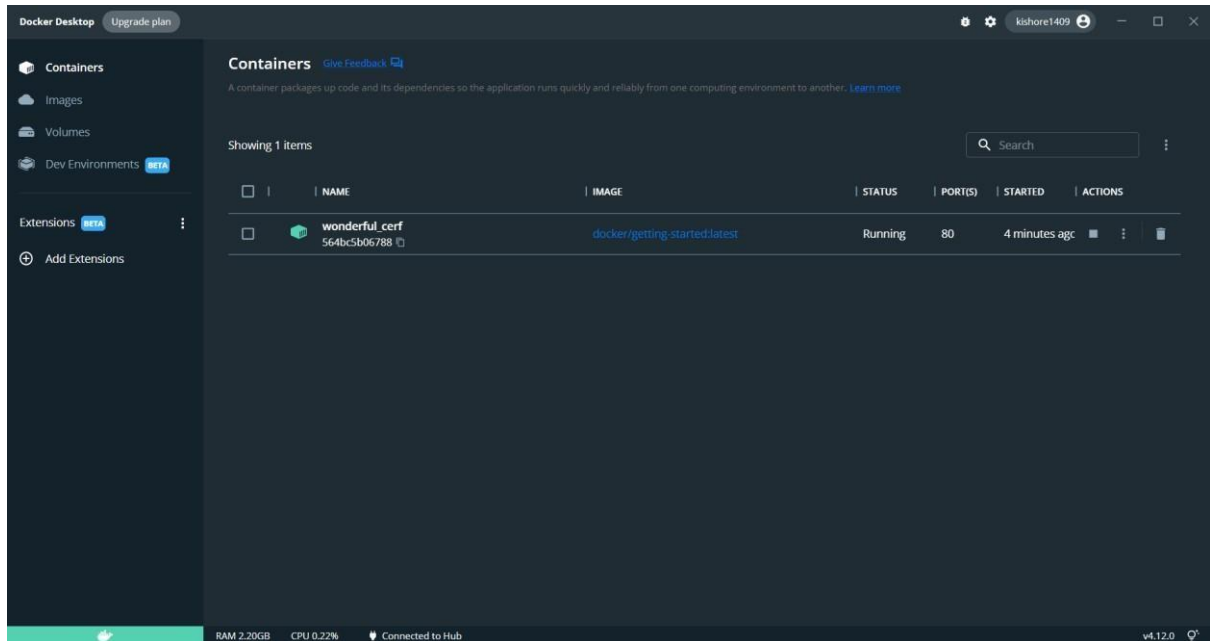 Docker Desktop Upgrade plan kishore1409
Containers
Images
Volumes
Dev Environments BETA
Extensions BETA
Add Extensions
Containers Give Feedback
A container packages up code and its dependencies so the application runs quickly and reliably from one computing environment to another. Learn more
Showing 1 items Search
NAME IMAGE STATUS PORT(S) STARTED ACTIONS
wonderful_cerf docker/getting-started:latest Running 80 4 minutes agc
564bc5b06788
RAM 2.20GB CPU 0.22% Connected to Hub v4.12.0